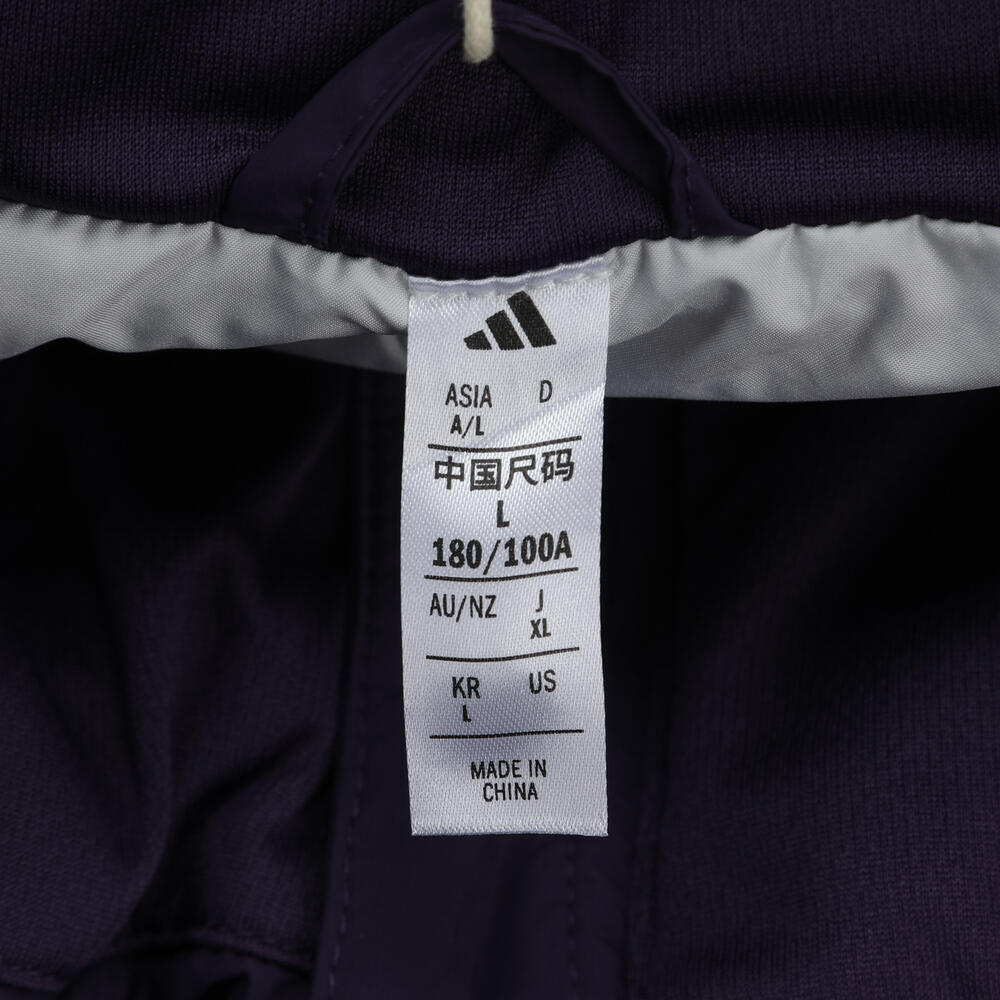 ASIA D
A/L
中国尺码
L
180/100A
AU/NZ J
XL
KR US
L
MADE IN
CHINA